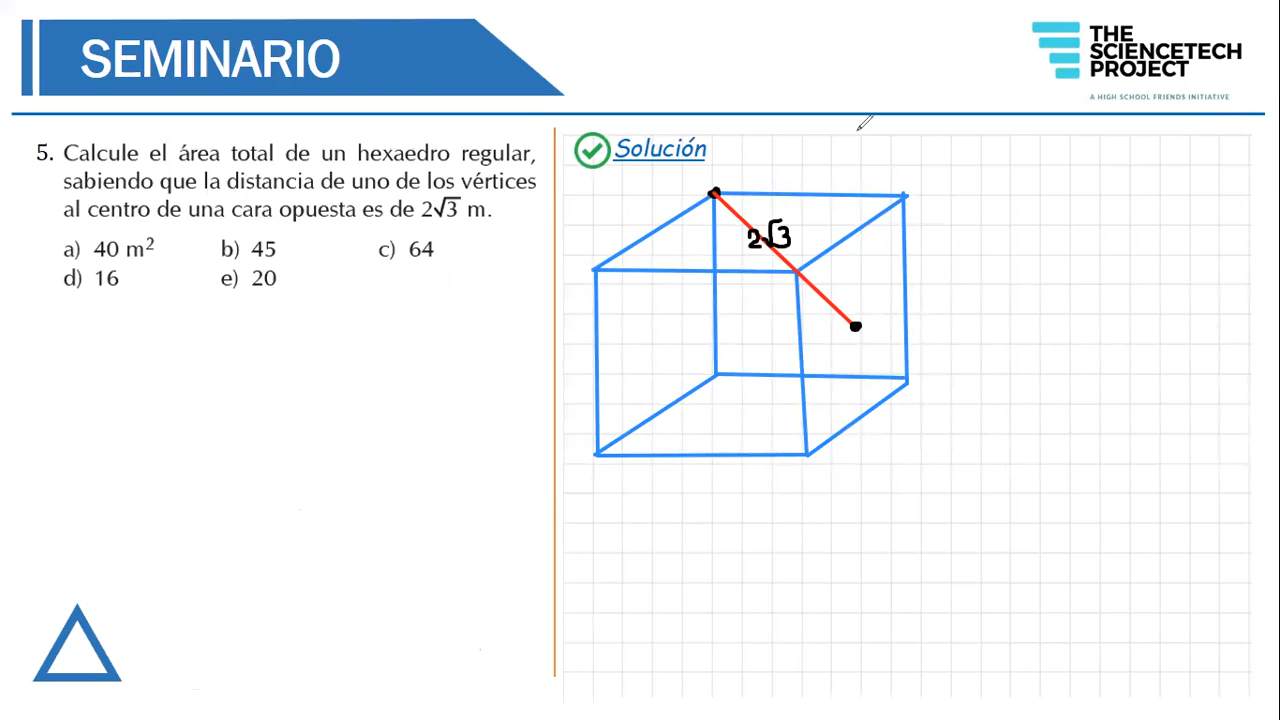 SEMINARIO
THE
SCIENCETECH
PROJECT
A HIGH SCHOOL FRIENDS INITIATIVE
5. Calcule el área total de un hexaedro regular,
sabiendo que la distancia de uno de los vértices
al centro de una cara opuesta es de 2√3 m.
a) 40 m² b) 45 c) 64
d) 16 e) 20
Solución
2√3